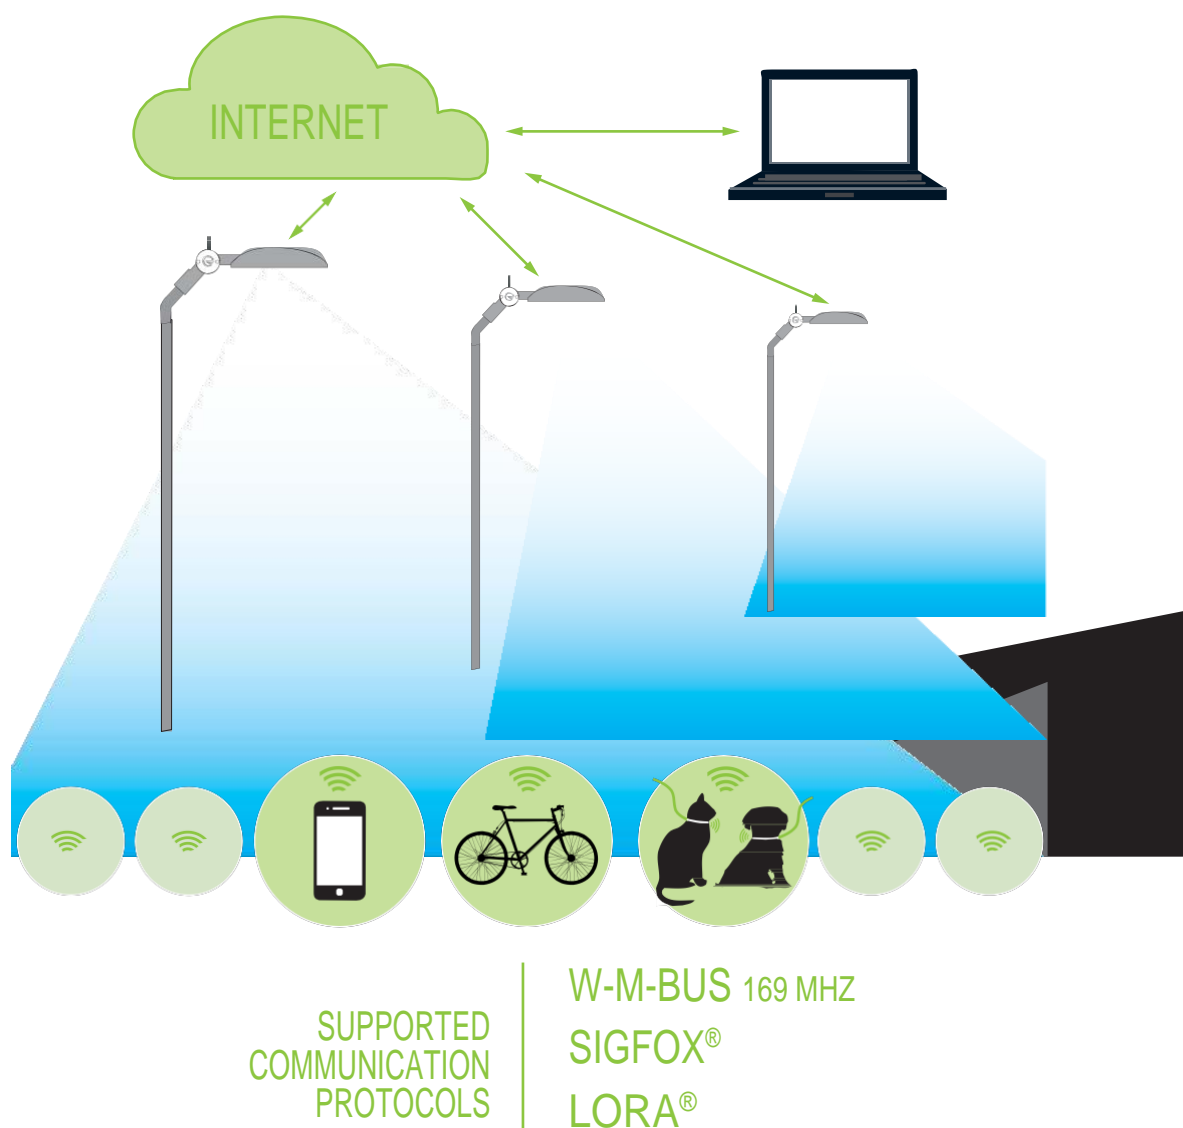 INTERNET
SUPPORTED
COMMUNICATION
PROTOCOLS
W-M-BUS 169 MHZ
SIGFOX®
LORA®